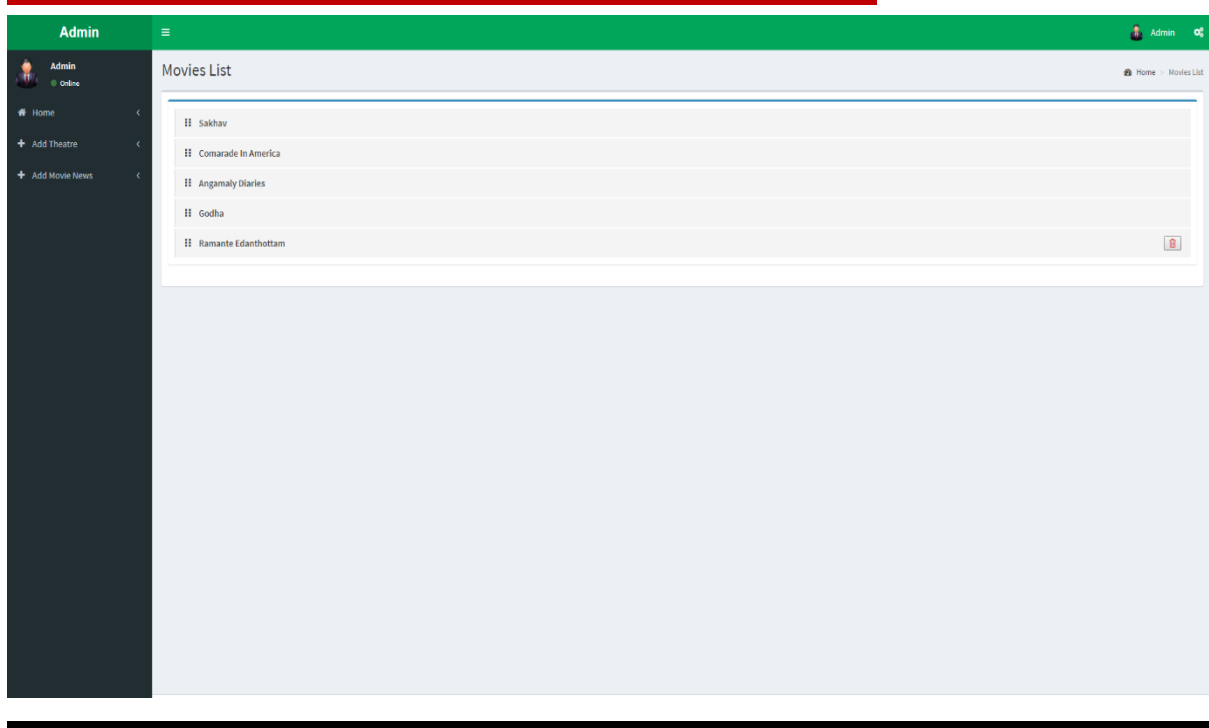 Admin
Admin
Admin
Online
Movies List
Home > Movies List
Home
Add Theatre
Add Movie News
Sakhav
Comarade In America
Angamaly Diaries
Godha
Ramante Edanthottam